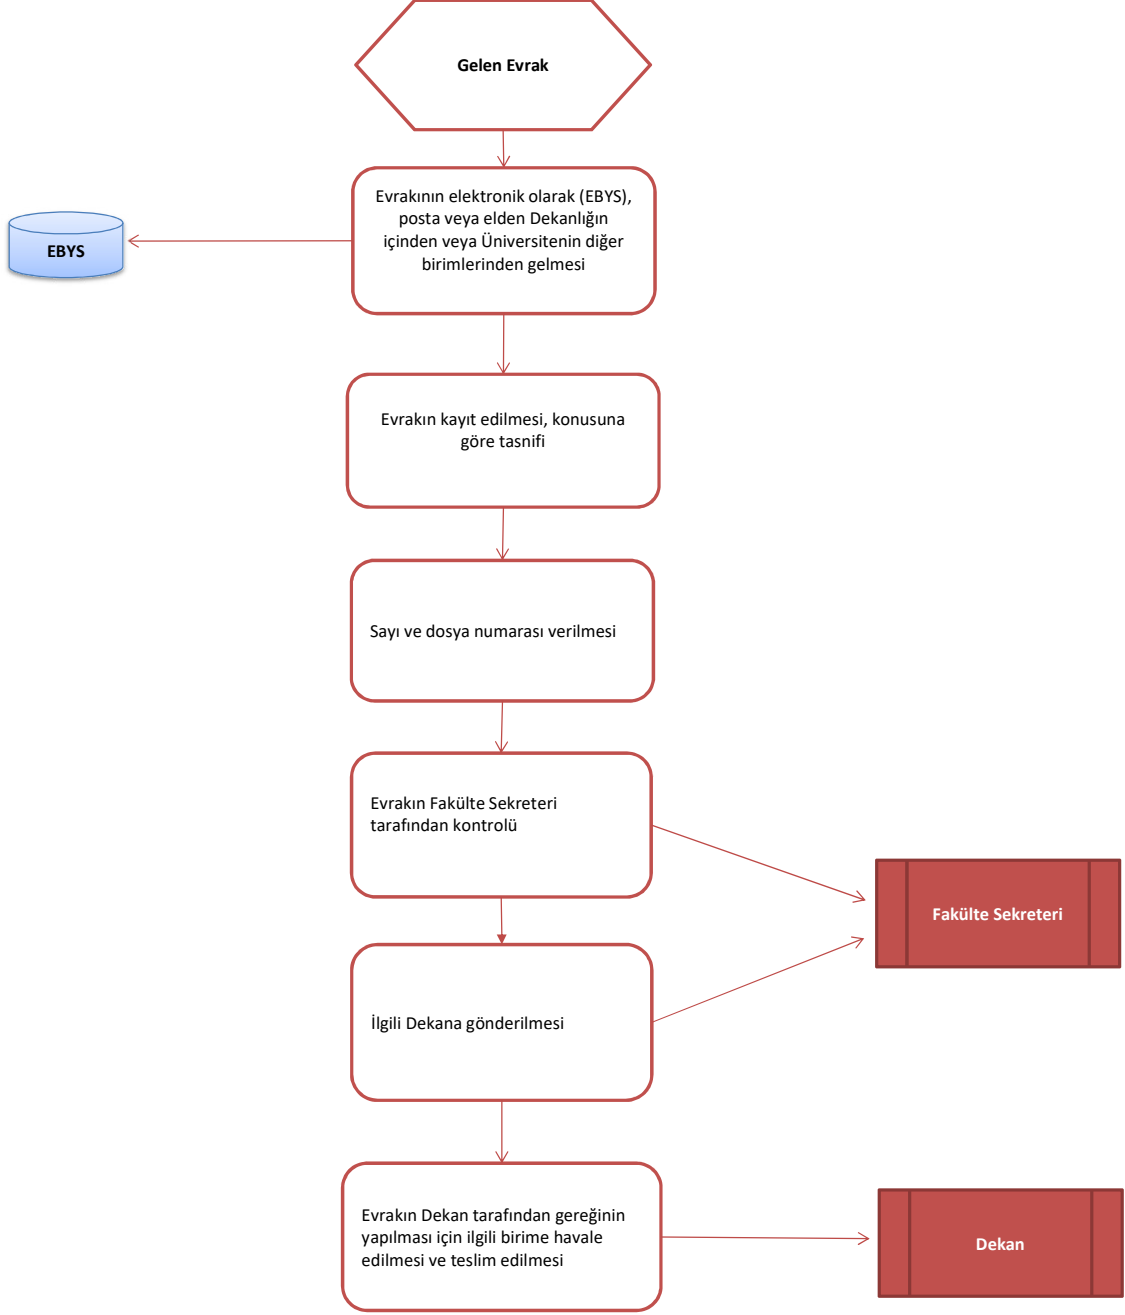 Gelen Evrak
Evrakının elektronik olarak (EBYS),
posta veya elden Dekanlığın
içinden veya Üniversitenin diğer
birimlerinden gelmesi
EBYS
Evrakın kayıt edilmesi, konusuna
göre tasnifi
Sayı ve dosya numarası verilmesi
Evrakın Fakülte Sekreteri
tarafından kontrolü
Fakülte Sekreteri
İlgili Dekana gönderilmesi
Evrakın Dekan tarafından gereğinin
yapılması için ilgili birime havale
edilmesi ve teslim edilmesi
Dekan